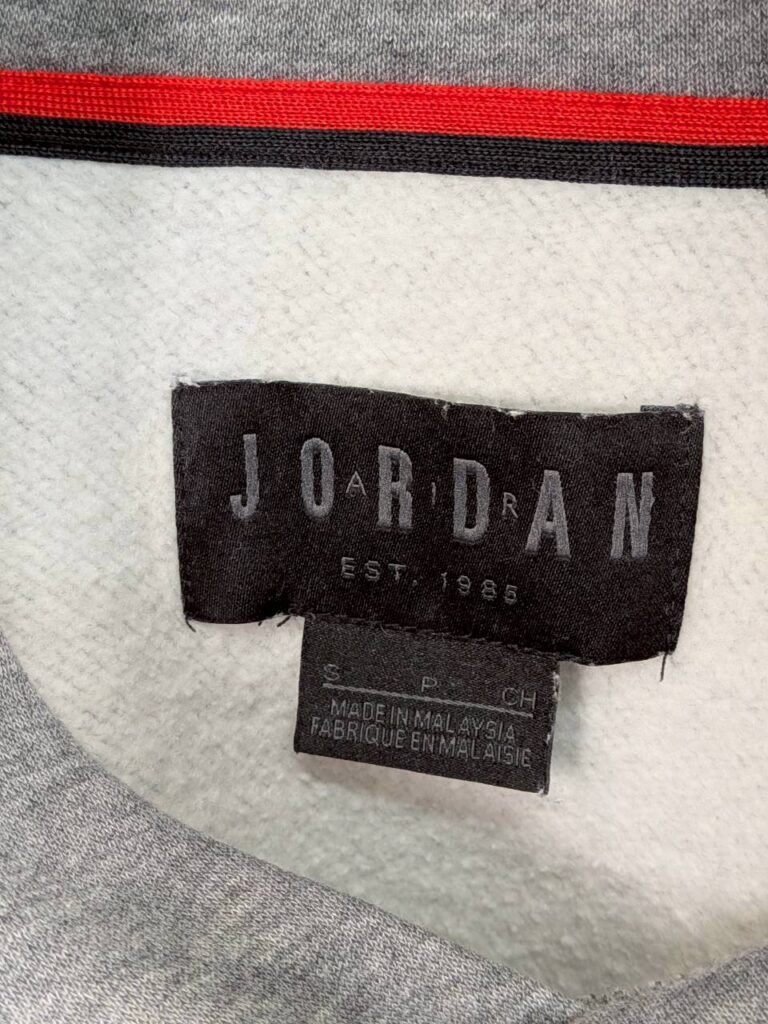 JORDAN
AIR
EST. 1985
S P CH
MADE IN MALAYSIA
FABRIQUE EN MALAISIE